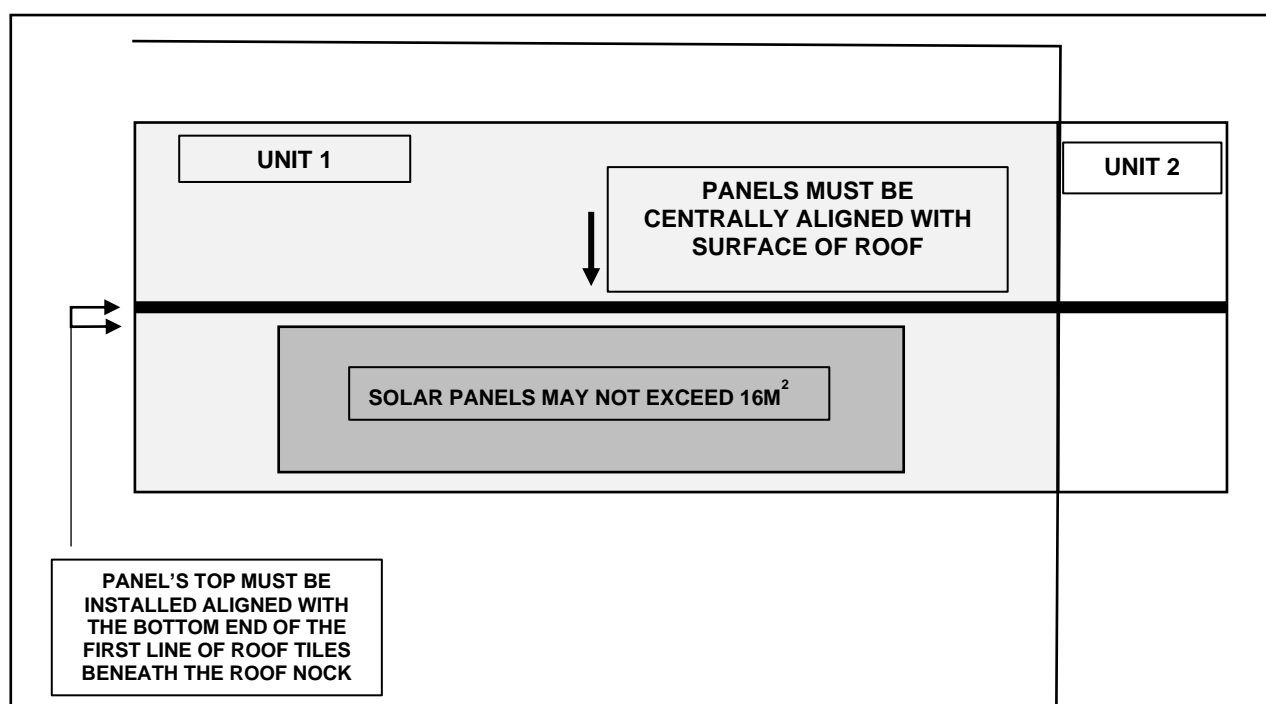 UNIT 1
UNIT 2
PANELS MUST BE
CENTRALLY ALIGNED WITH
SURFACE OF ROOF
SOLAR PANELS MAY NOT EXCEED 16M²
PANEL’S TOP MUST BE
INSTALLED ALIGNED WITH
THE BOTTOM END OF THE
FIRST LINE OF ROOF TILES
BENEATH THE ROOF NOCK